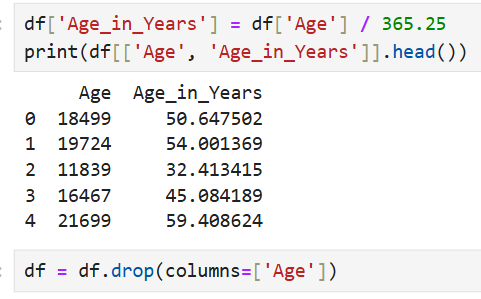 df['Age_in_Years'] = df['Age'] / 365.25
print(df[['Age', 'Age_in_Years']].head())
Age Age_in_Years
0 18499 50.647502
1 19724 54.001369
2 11839 32.413415
3 16467 45.084189
4 21699 59.408624
df = df.drop(columns=['Age'])